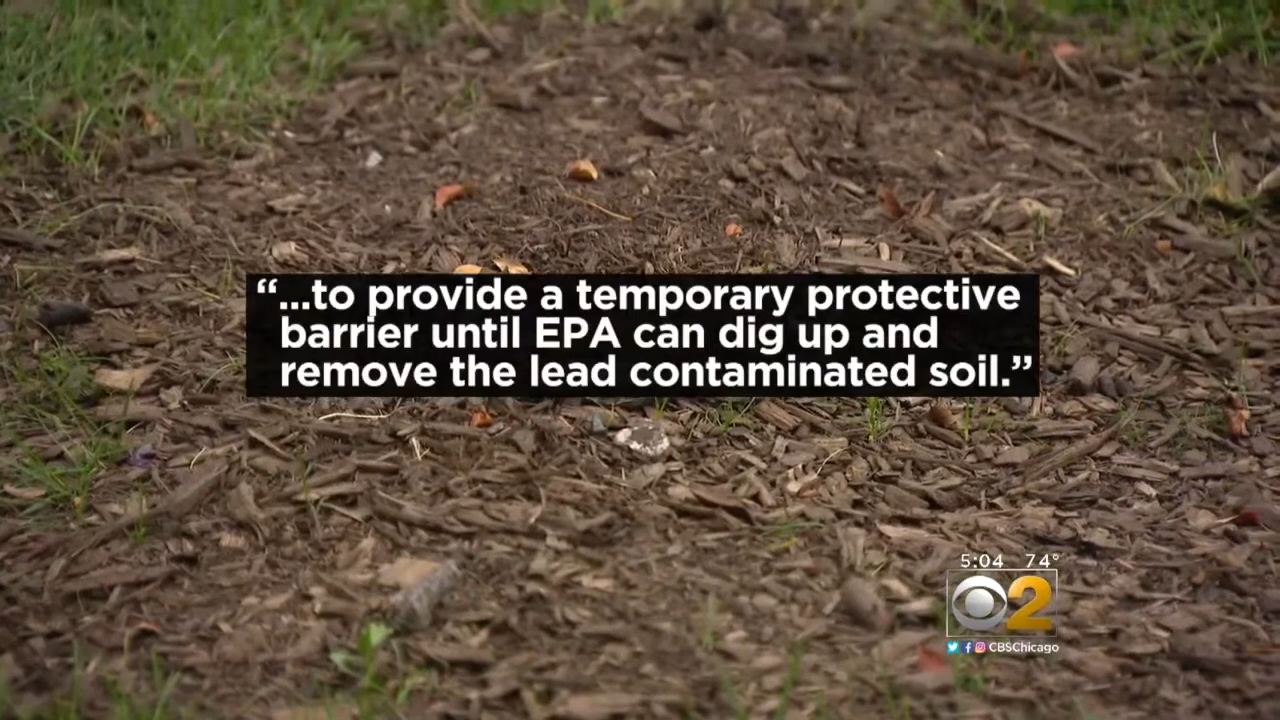 “...to provide a temporary protective
barrier until EPA can dig up and
remove the lead contaminated soil.”
5:04 74°
2
CBSChicago